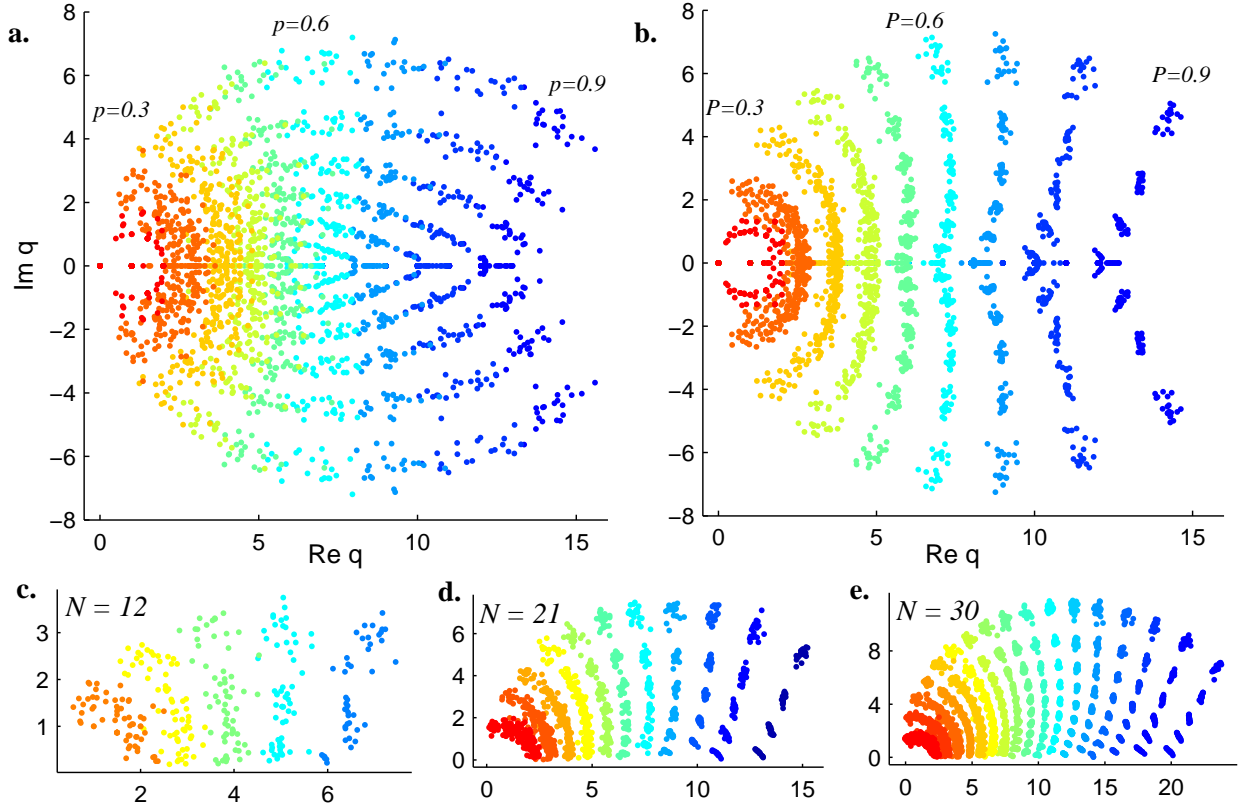 a.
p=0.3
p=0.6
p=0.9
8
6
4
2
0
−2
−4
−6
−8
Im q
0 5 10 15
Re q
b.
P=0.3
P=0.6
P=0.9
8
6
4
2
0
−2
−4
−6
−8
0 5 10 15
Re q
c.
N = 12
3
2
1
2 4 6
d.
N = 21
6
4
2
0
0 5 10 15
e.
N = 30
8
4
0
0 5 10 15 20